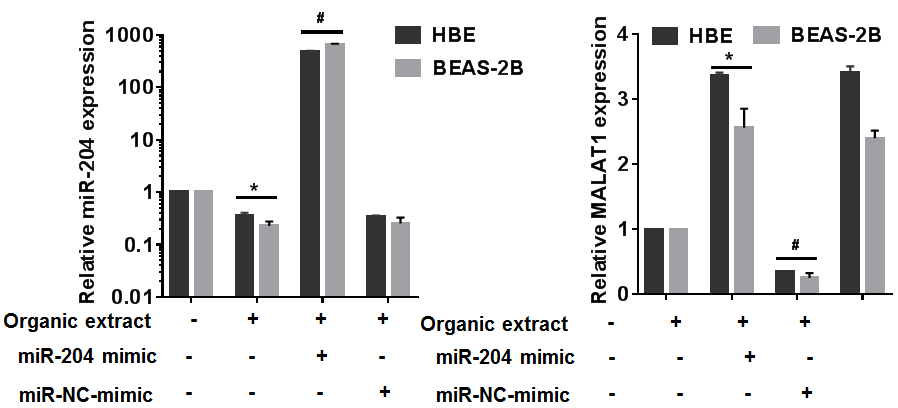 Relative miR-204 expression
1000
100
10
1
0.1
0.01
#
*
HBE
BEAS-2B
Organic extract - + + +
miR-204 mimic - - + -
miR-NC-mimic - - - +
Relative MALAT1 expression
4
3
2
1
0
HBE BEAS-2B
*
#
Organic extract - + + +
miR-204 mimic - - + -
miR-NC-mimic - - - +